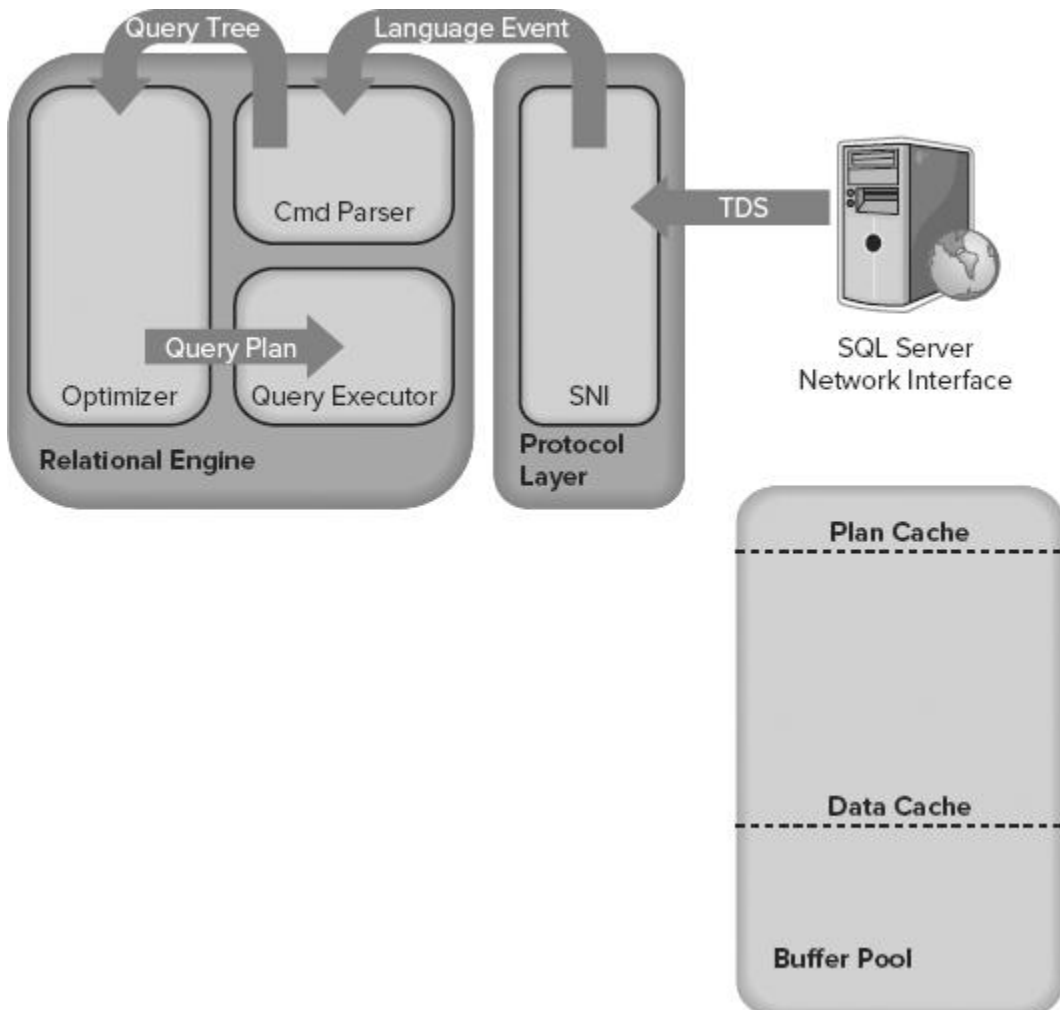 Query Tree
Language Event
Cmd Parser
TDS
Query Plan
Optimizer
Query Executor
SNI
SQL Server
Network Interface
Relational Engine
Protocol
Layer
Plan Cache
Data Cache
Buffer Pool